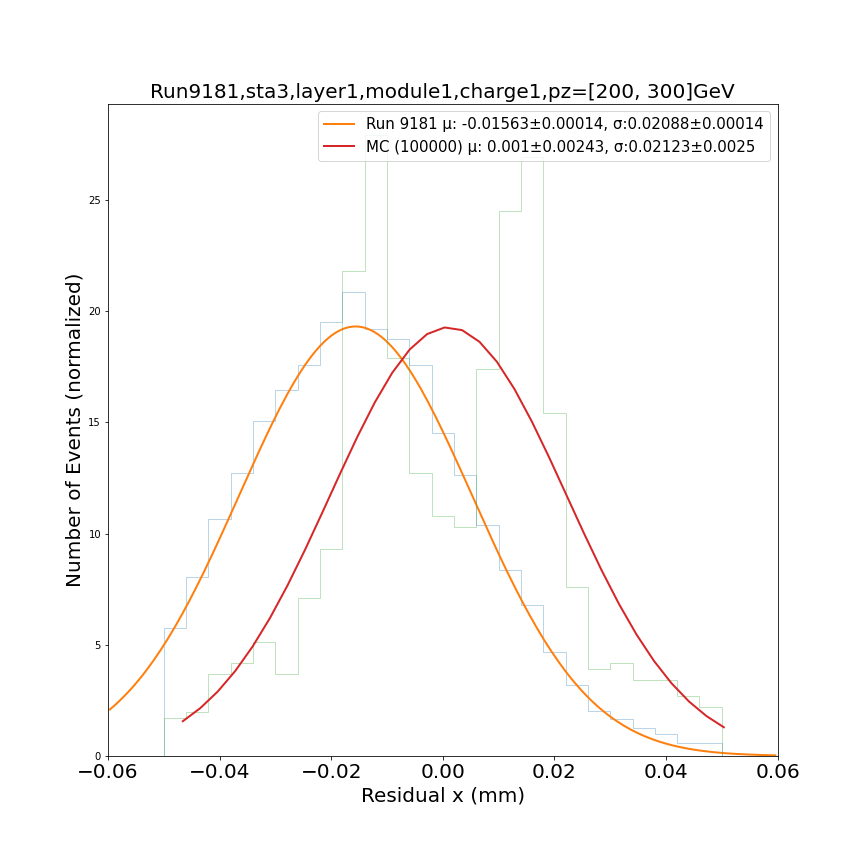 Run9181,sta3,layer1,module1,charge1,pz=[200, 300]GeV
Run 9181 μ: -0.01563±0.00014, σ:0.02088±0.00014
MC (100000) μ: 0.001±0.00243, σ:0.02123±0.0025
Number of Events (normalized)
25
20
15
10
5
0
−0.06 −0.04 −0.02 0.00 0.02 0.04 0.06
Residual x (mm)